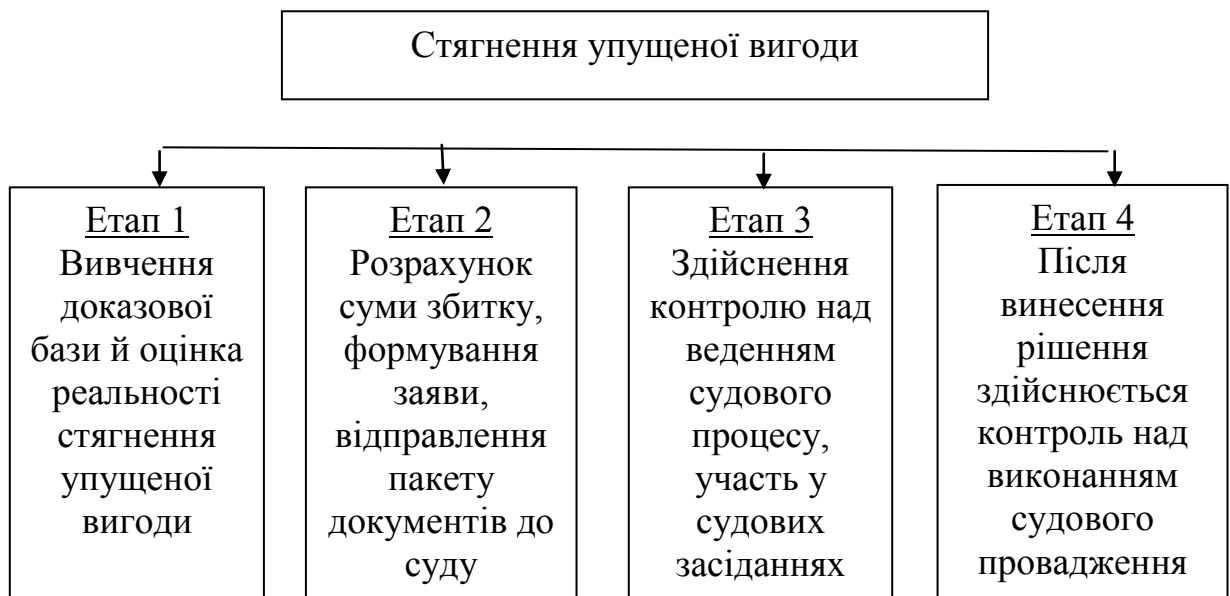 Стягнення упущеної вигоди
Етап 1
Вивчення
доказової
бази й оцінка
реальності
стягнення
упущеної
вигоди
Етап 2
Розрахунок
суми збитку,
формування
заяви,
відправлення
пакету
документів до
суду
Етап 3
Здійснення
контролю над
веденням
судового
процесу,
участь у
судових
засіданнях
Етап 4
Після
винесення
рішення
здійснюється
контроль над
виконанням
судового
провадження